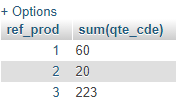 + Options
ref_prod sum(qte_cde)
1 60
2 20
3 223